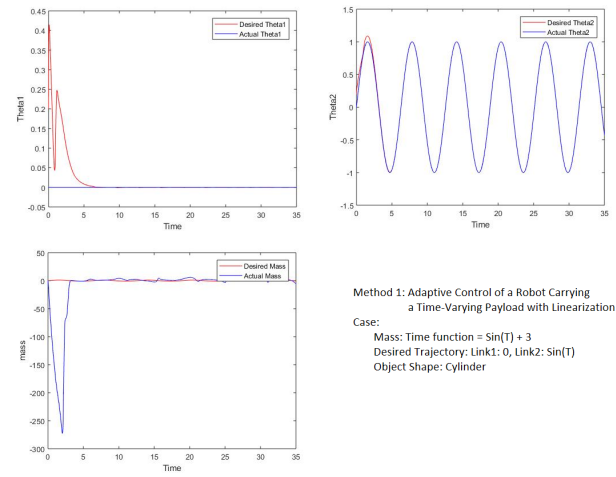 0.45
0.4
0.35
0.3
0.25
0.2
0.15
0.1
0.05
0
-0.05
Theta1
0 5 10 15 20 25 30 35
Time
Desired Theta1
Actual Theta1
1.5
1
0.5
0
-0.5
-1
-1.5
Theta2
0 5 10 15 20 25 30 35
Time
Desired Theta2
Actual Theta2
50
0
-50
-100
-150
-200
-250
-300
mass
0 5 10 15 20 25 30 35
Time
Desired Mass
Actual Mass
Method 1: Adaptive Control of a Robot Carrying
a Time-Varying Payload with Linearization
Case:
Mass: Time function = Sin(T) + 3
Desired Trajectory: Link1: 0, Link2: Sin(T)
Object Shape: Cylinder